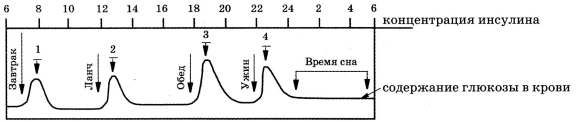 6 8 10 12 14 16 18 20 22 24 2 4 6 концентрация инсулина
1 2 3 4
Завтрак Ланч Обед Ужин Время сна
содержание глюкозы в крови